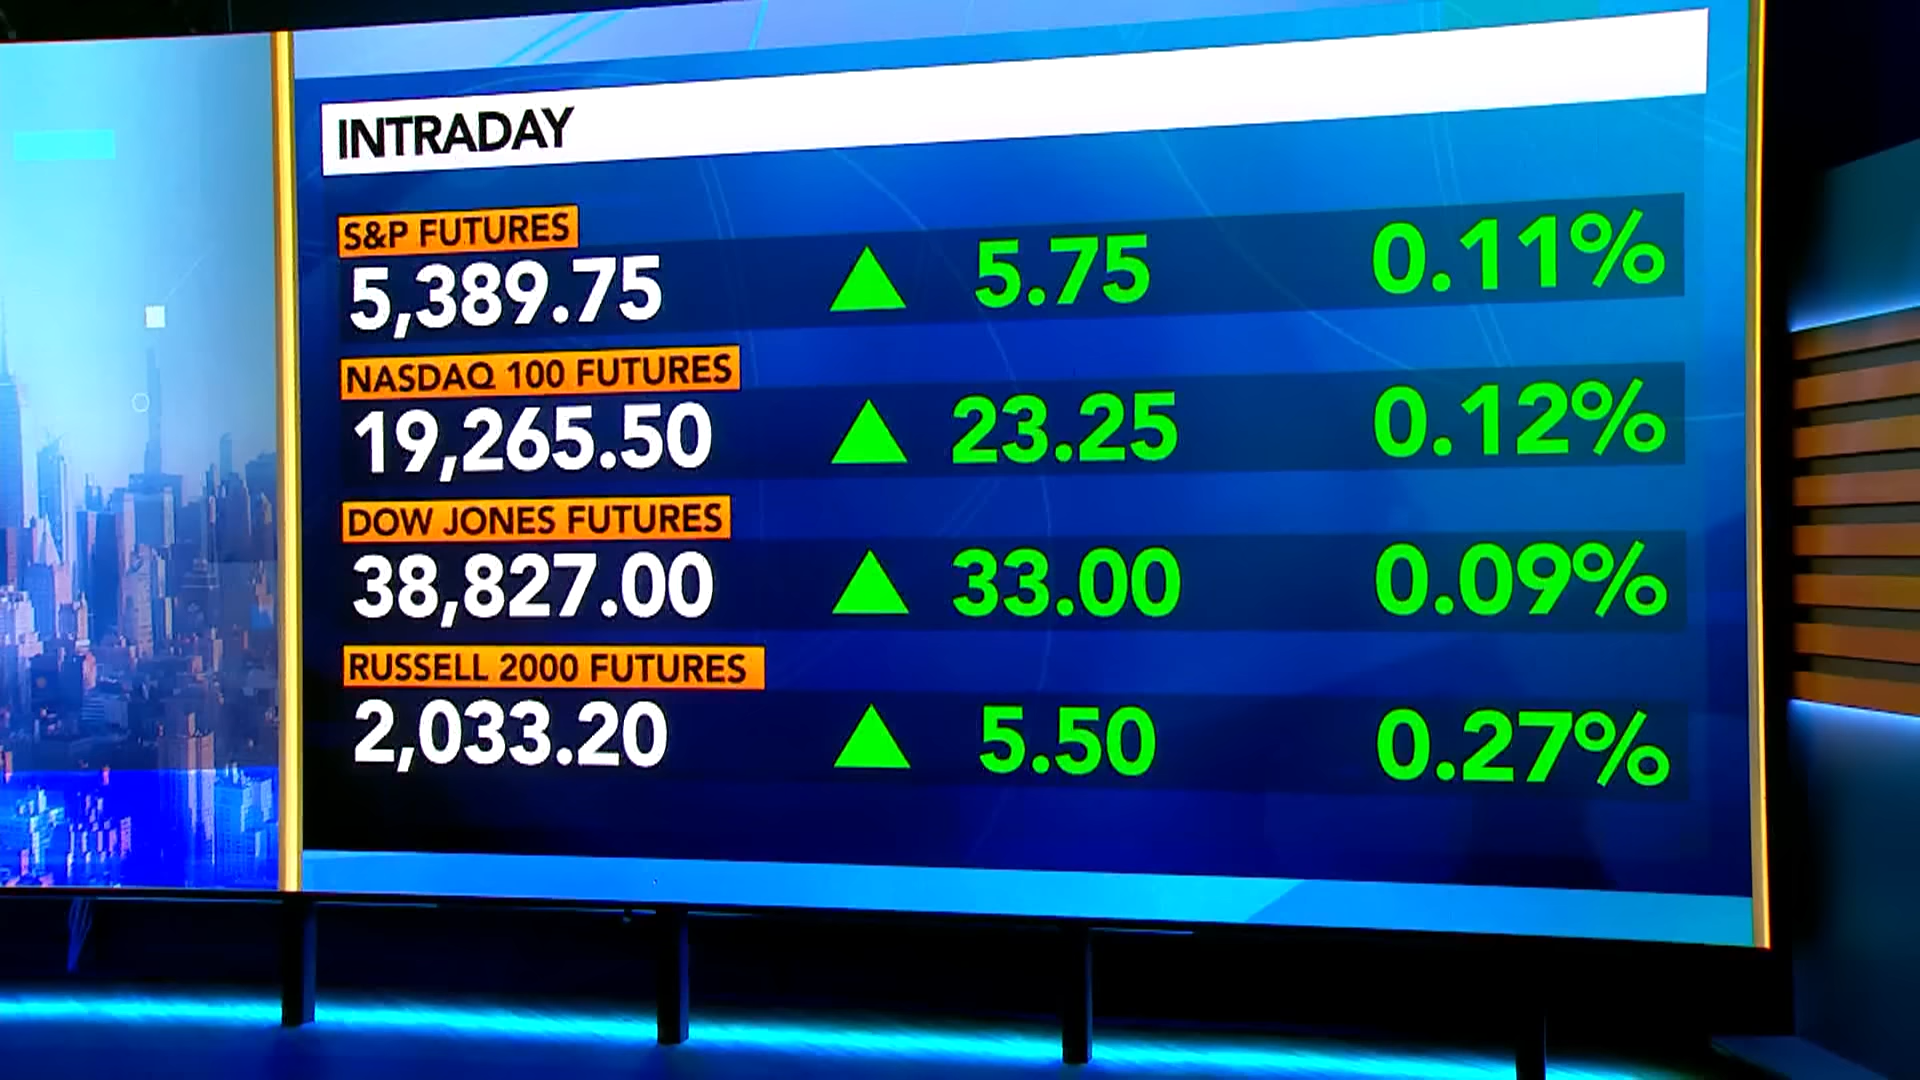 INTRADAY
S&P FUTURES
5,389.75 ▲ 5.75 0.11%
NASDAQ 100 FUTURES
19,265.50 ▲ 23.25 0.12%
DOW JONES FUTURES
38,827.00 ▲ 33.00 0.09%
RUSSELL 2000 FUTURES
2,033.20 ▲ 5.50 0.27%